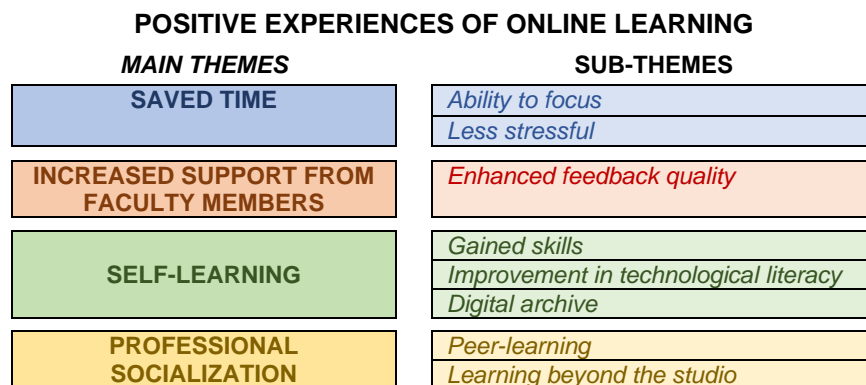 POSITIVE EXPERIENCES OF ONLINE LEARNING
MAIN THEMES
SUB-THEMES
SAVED TIME
Ability to focus
Less stressful
INCREASED SUPPORT FROM
FACULTY MEMBERS
Enhanced feedback quality
SELF-LEARNING
Gained skills
Improvement in technological literacy
Digital archive
PROFESSIONAL
SOCIALIZATION
Peer-learning
Learning beyond the studio